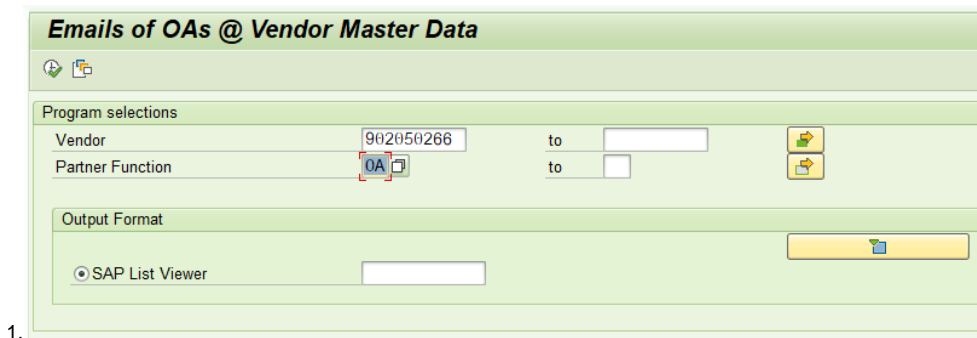 Emails of OAs @ Vendor Master Data
Program selections
Vendor 902050266 to
Partner Function OA to
Output Format
SAP List Viewer
1.